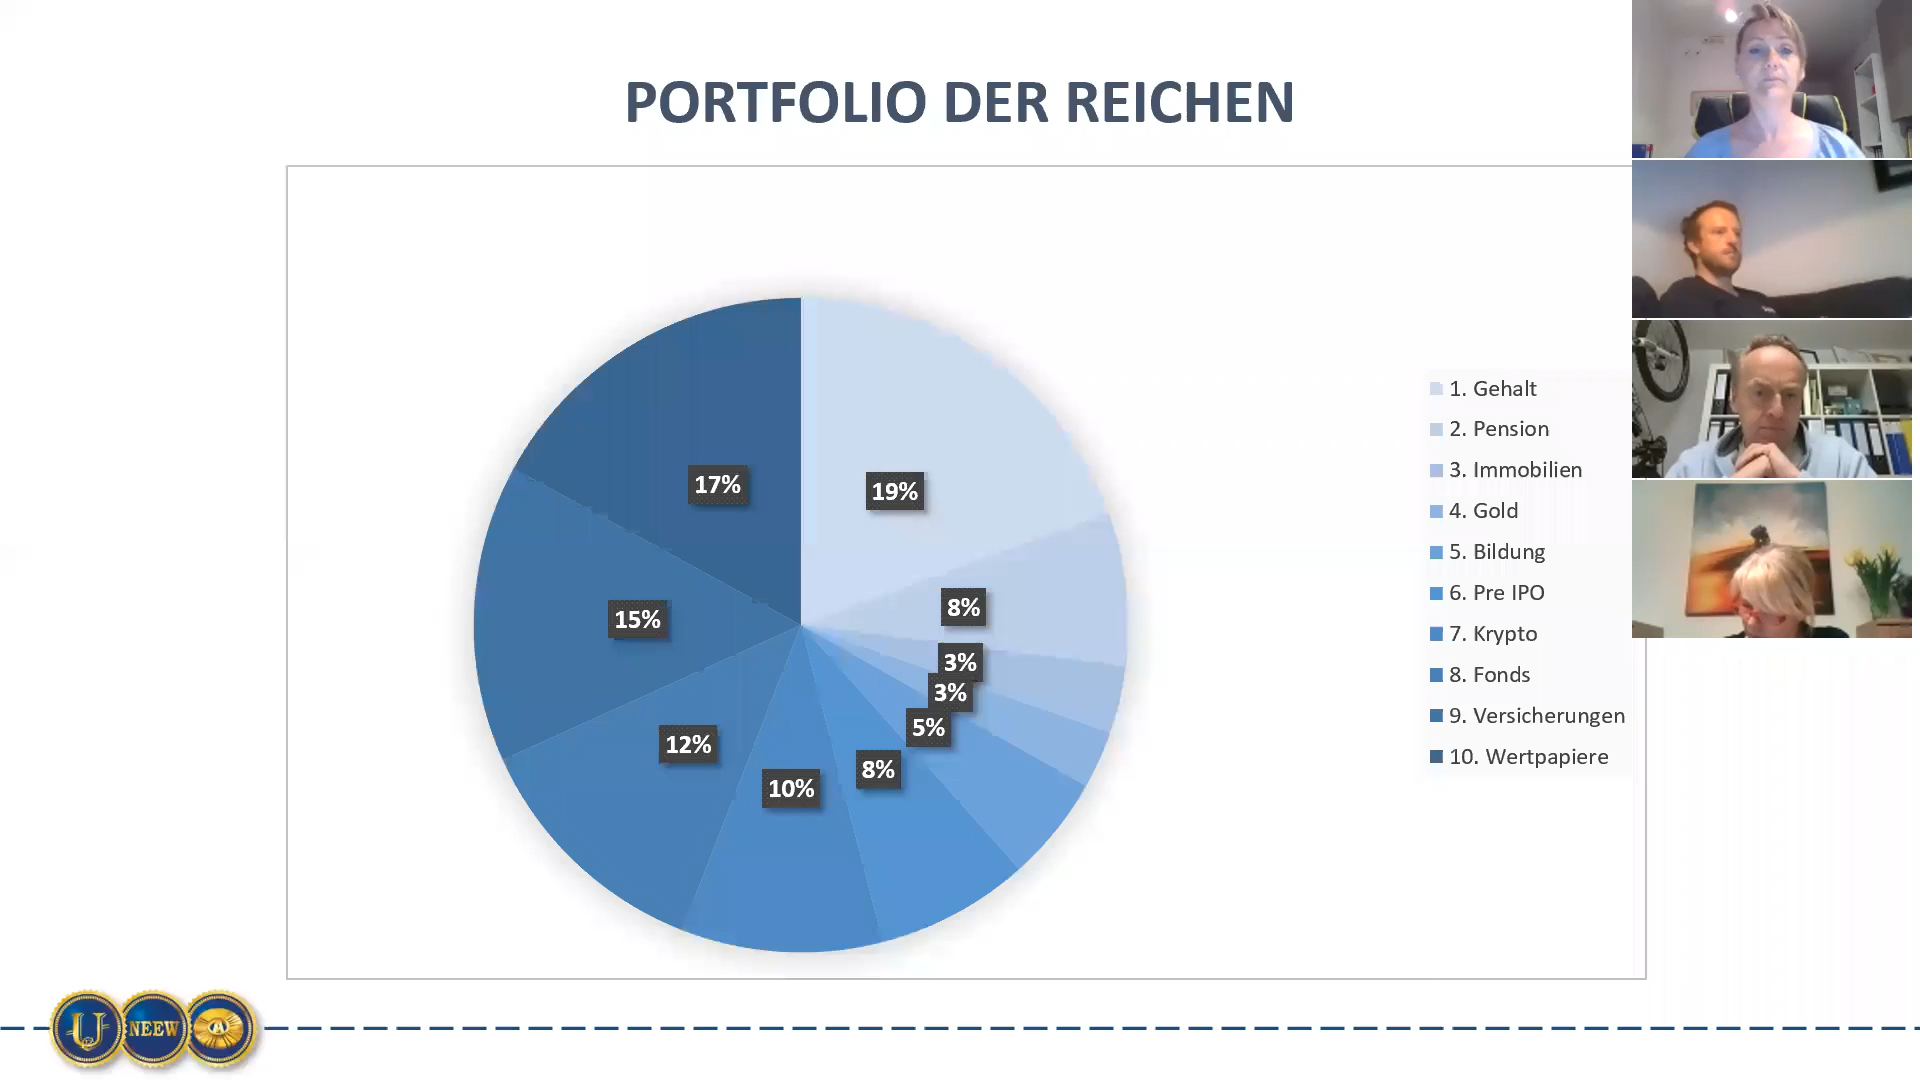 PORTFOLIO DER REICHEN
17%
19%
15%
8%
3%
3%
5%
12%
8%
10%
1. Gehalt
2. Pension
3. Immobilien
4. Gold
5. Bildung
6. Pre IPO
7. Krypto
8. Fonds
9. Versicherungen
10. Wertpapiere
U
NEEW
A